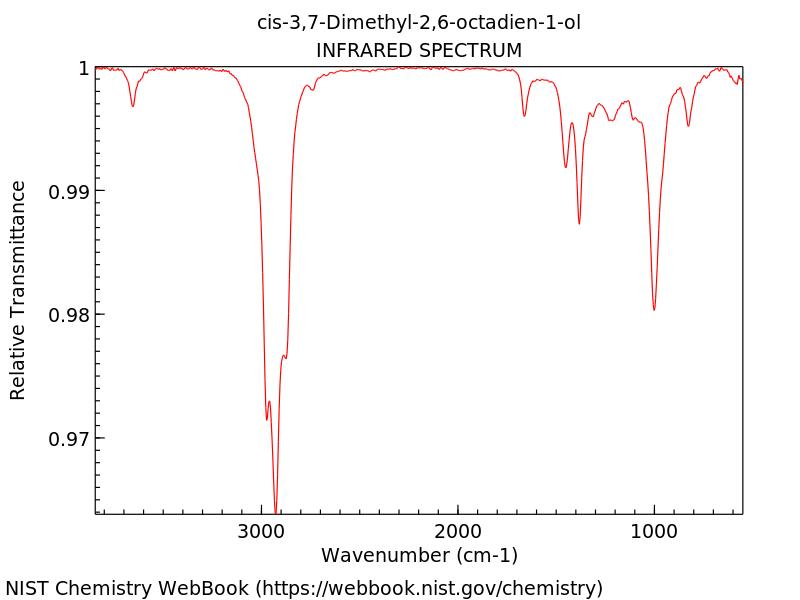 cis-3,7-Dimethyl-2,6-octadien-1-ol
INFRARED SPECTRUM
1
0.99
0.98
0.97
Relative Transmittance
3000 2000 1000
Wavenumber (cm-1)
NIST Chemistry WebBook (https://webbook.nist.gov/chemistry)